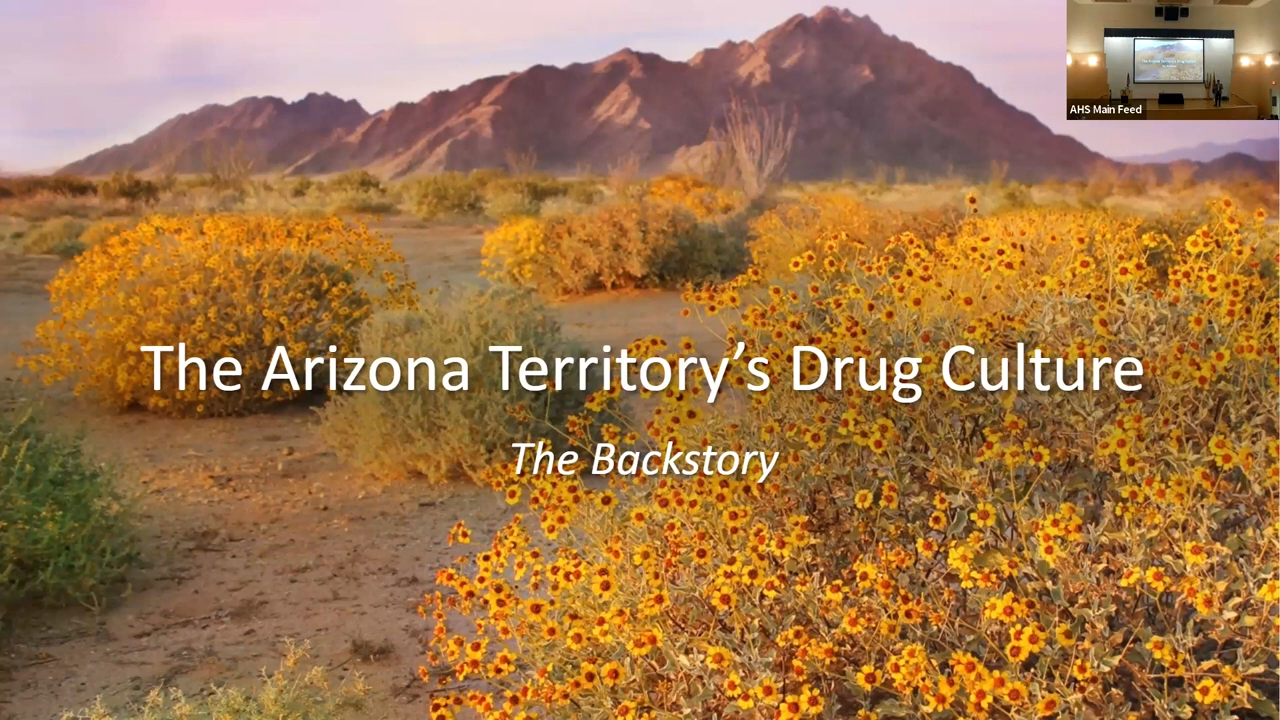 AHS Main Feed
The Arizona Territory’s Drug Culture
The Backstory